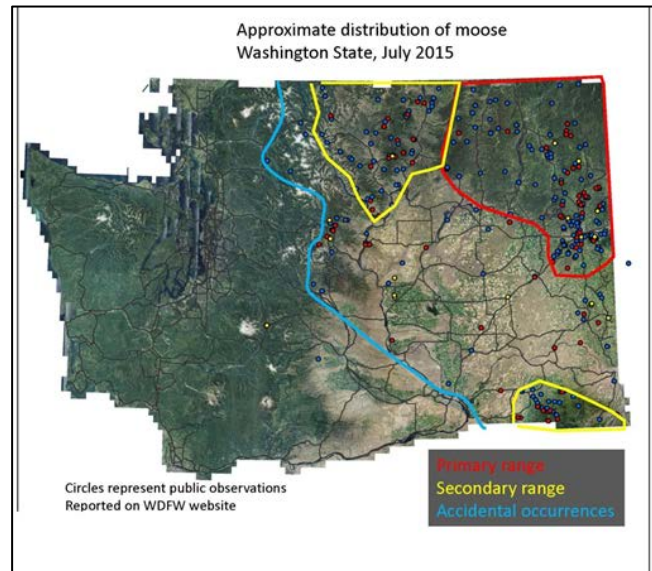 Approximate distribution of moose
Washington State, July 2015
Circles represent public observations
Reported on WDFW website
Primary range
Secondary range
Accidental occurrences